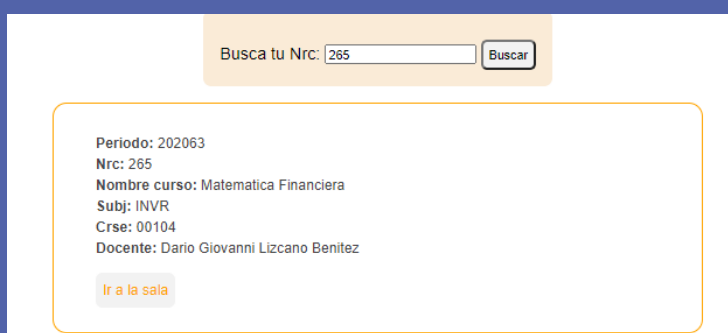 Busca tu Nrc: 265 Buscar
Periodo: 202063
Nrc: 265
Nombre curso: Matematica Financiera
Subj: INVR
Crse: 00104
Docente: Dario Giovanni Lizcano Benitez
Ir a la sala